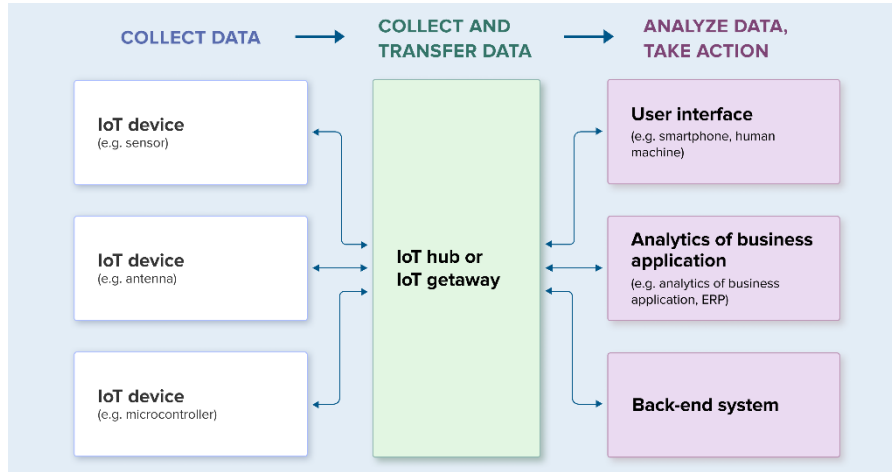 COLLECT DATA
COLLECT AND
TRANSFER DATA
ANALYZE DATA,
TAKE ACTION
IoT device
(e.g. sensor)
IoT device
(e.g. antenna)
IoT device
(e.g. microcontroller)
IoT hub or
IoT getaway
User interface
(e.g. smartphone, human
machine)
Analytics of business
application
(e.g. analytics of business
application, ERP)
Back-end system